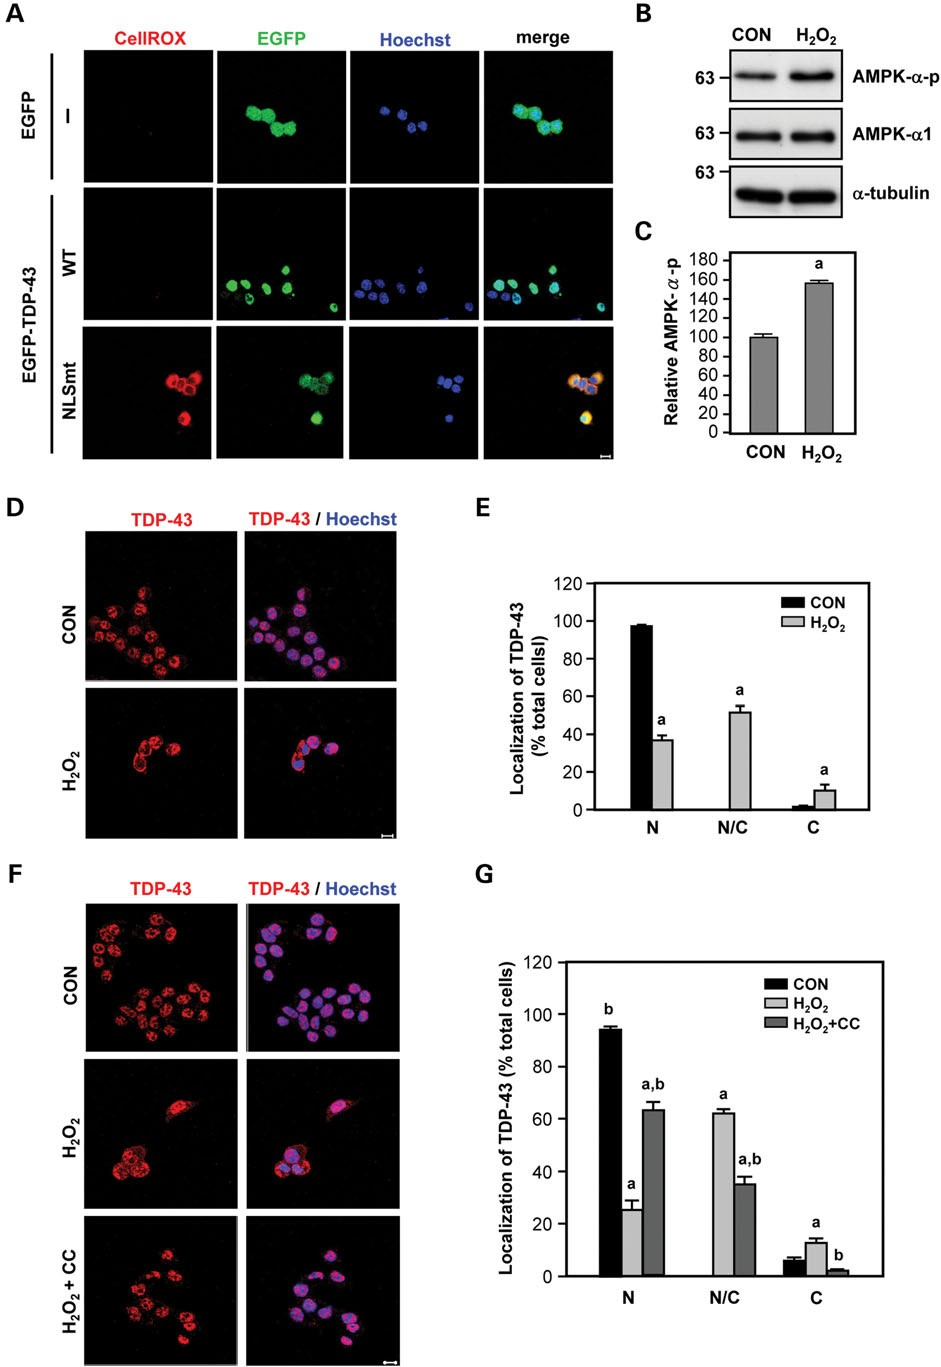 A
CellROX EGFP Hoechst merge
EGFP
–
EGFP-TDP-43
WT
NLSmt
B
CON H₂O₂
63 AMPK-α-p
63 AMPK-α1
63
α-tubulin
C
Relative AMPK-α-p
180
160
140
120
100
80
60
40
20
0
a
CON H₂O₂
D
TDP-43 TDP-43 / Hoechst
CON
H₂O₂
E
Localization of TDP-43
(% total cellsl)
120
100
80
60
40
20
0
CON
H₂O₂
a
a
a
N N/C C
F
TDP-43 TDP-43 / Hoechst
CON
H₂O₂
H₂O₂ + CC
G
Localization of TDP-43 (% total cells)
120
100
80
60
40
20
0
CON
H₂O₂
H₂O₂+CC
b
a
a,b
a
a,b
a
b
N N/C C